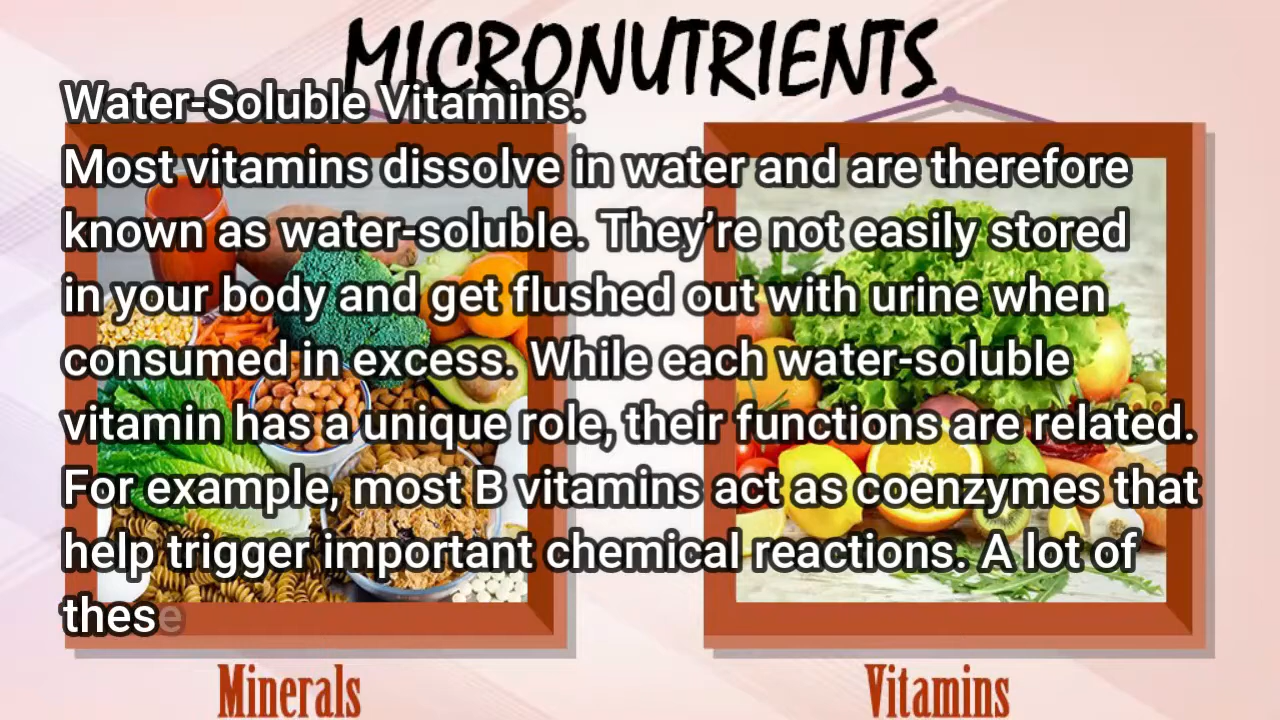 MICRONUTRIENTS
Water-Soluble Vitamins.
Most vitamins dissolve in water and are therefore
known as water-soluble. They’re not easily stored
in your body and get flushed out with urine when
consumed in excess. While each water-soluble
vitamin has a unique role, their functions are related.
For example, most B vitamins act as coenzymes that
help trigger important chemical reactions. A lot of
these
Minerals
Vitamins